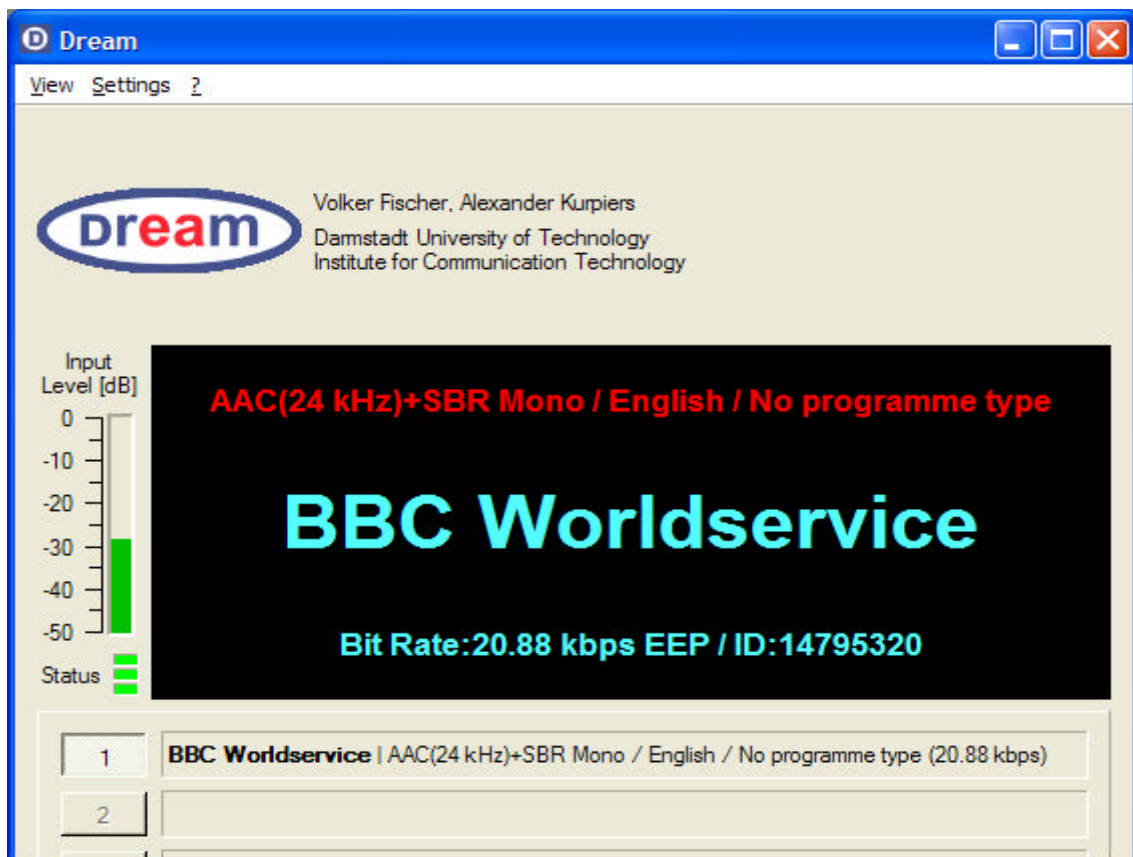 Dream
View Settings ?
Dream
Volker Fischer, Alexander Kurpiers
Darmstadt University of Technology
Institute for Communication Technology
Input
Level [dB]
0
-10
-20
-30
-40
-50
Status
AAC(24 kHz)+SBR Mono / English / No programme type
BBC Worldservice
Bit Rate:20.88 kbps EEP / ID:14795320
1 BBC Worldservice | AAC(24 kHz)+SBR Mono / English / No programme type (20.88 kbps)
2